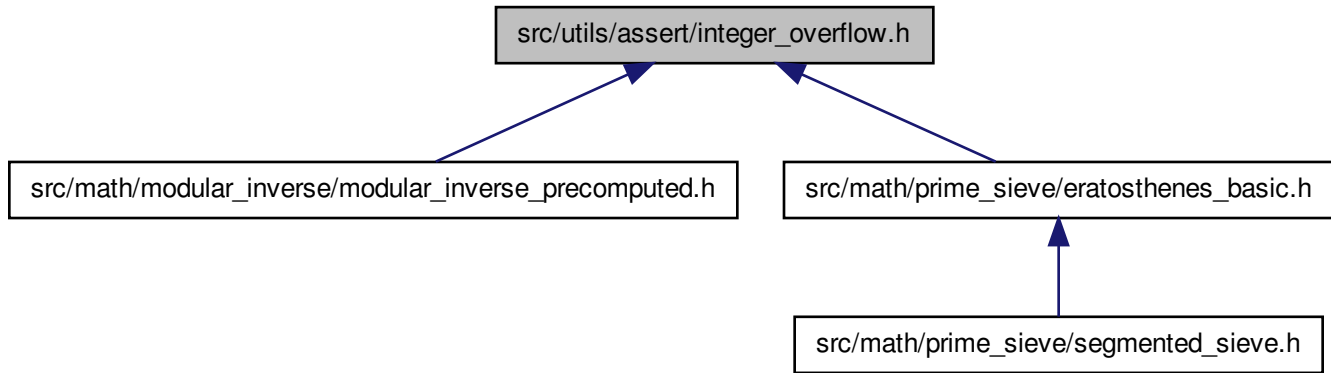 src/utils/assert/integer_overflow.h
src/math/modular_inverse/modular_inverse_precomputed.h
src/math/prime_sieve/eratosthenes_basic.h
src/math/prime_sieve/segmented_sieve.h